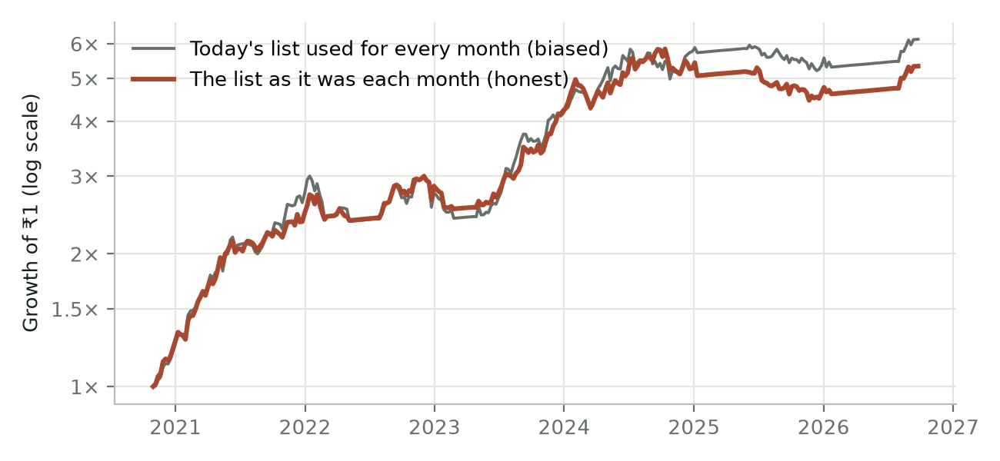 Today's list used for every month (biased)
The list as it was each month (honest)
Growth of ₹1 (log scale)
6×
5×
4×
3×
2×
1.5×
1×
2021 2022 2023 2024 2025 2026 2027